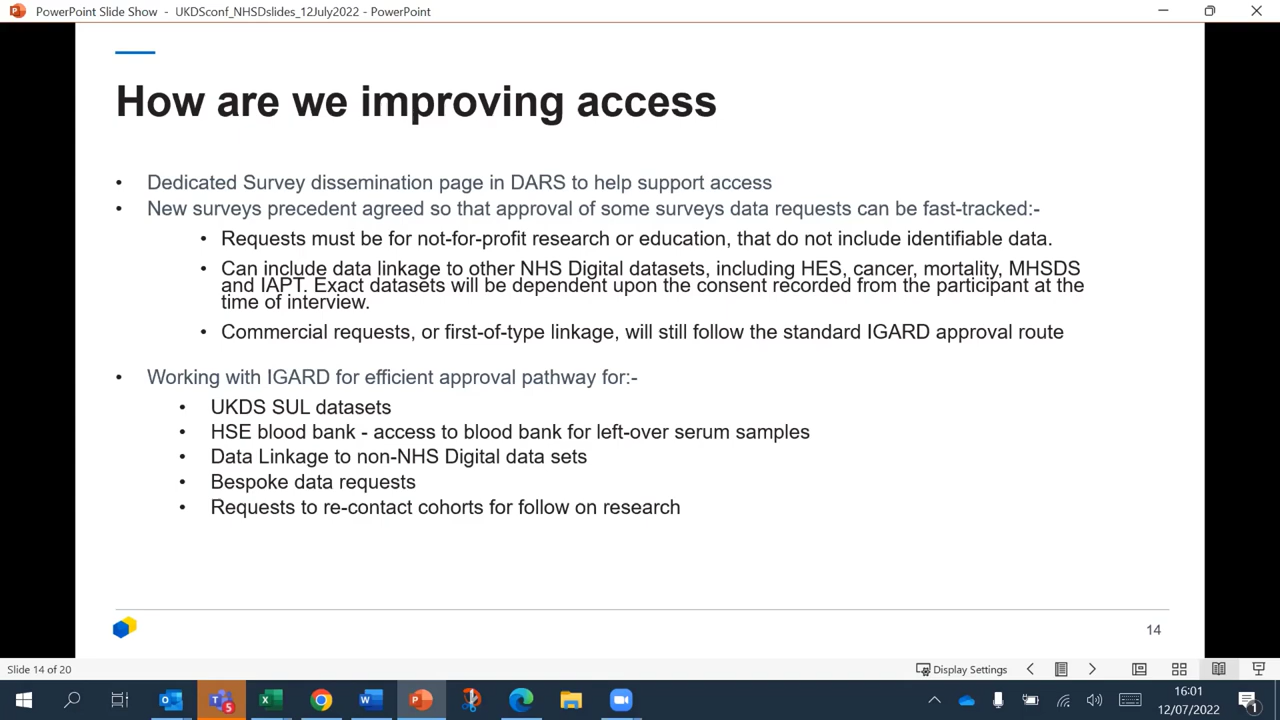 PowerPoint Slide Show - UKDSconf_NHSDslides_12July2022 - PowerPoint
How are we improving access
• Dedicated Survey dissemination page in DARS to help support access
• New surveys precedent agreed so that approval of some surveys data requests can be fast-tracked:-
• Requests must be for not-for-profit research or education, that do not include identifiable data.
• Can include data linkage to other NHS Digital datasets, including HES, cancer, mortality, MHSDS
and IAPT. Exact datasets will be dependent upon the consent recorded from the participant at the
time of interview.
• Commercial requests, or first-of-type linkage, will still follow the standard IGARD approval route
• Working with IGARD for efficient approval pathway for:-
• UKDS SUL datasets
• HSE blood bank - access to blood bank for left-over serum samples
• Data Linkage to non-NHS Digital data sets
• Bespoke data requests
• Requests to re-contact cohorts for follow on research
14
Slide 14 of 20
Display Settings
16:01
12/07/2022
1